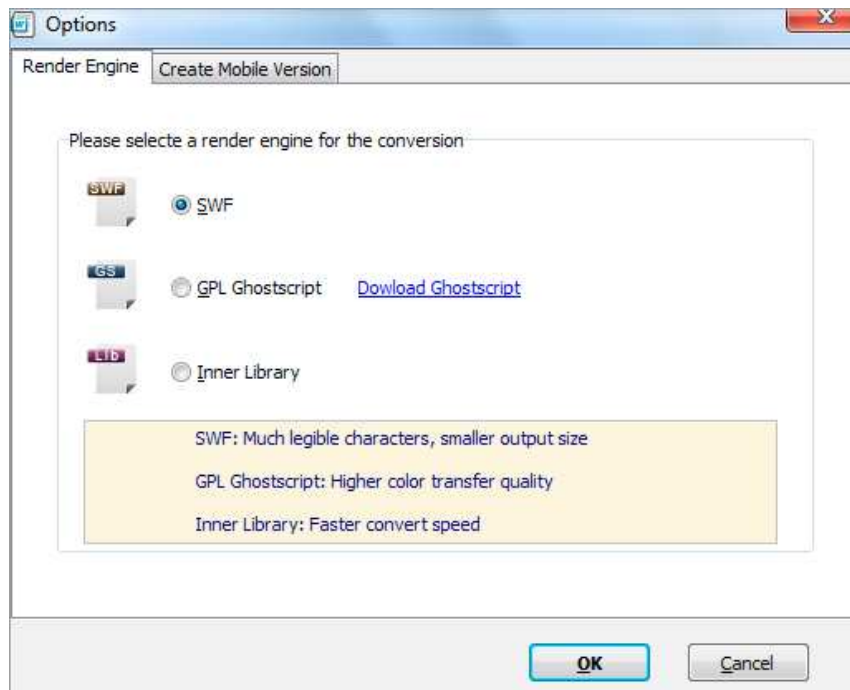 Options
X
Render Engine Create Mobile Version
Please selecte a render engine for the conversion
SWF
SWF
GS
GPL Ghostscript Dowload Ghostscript
Lib
Inner Library
SWF: Much legible characters, smaller output size
GPL Ghostscript: Higher color transfer quality
Inner Library: Faster convert speed
OK Cancel